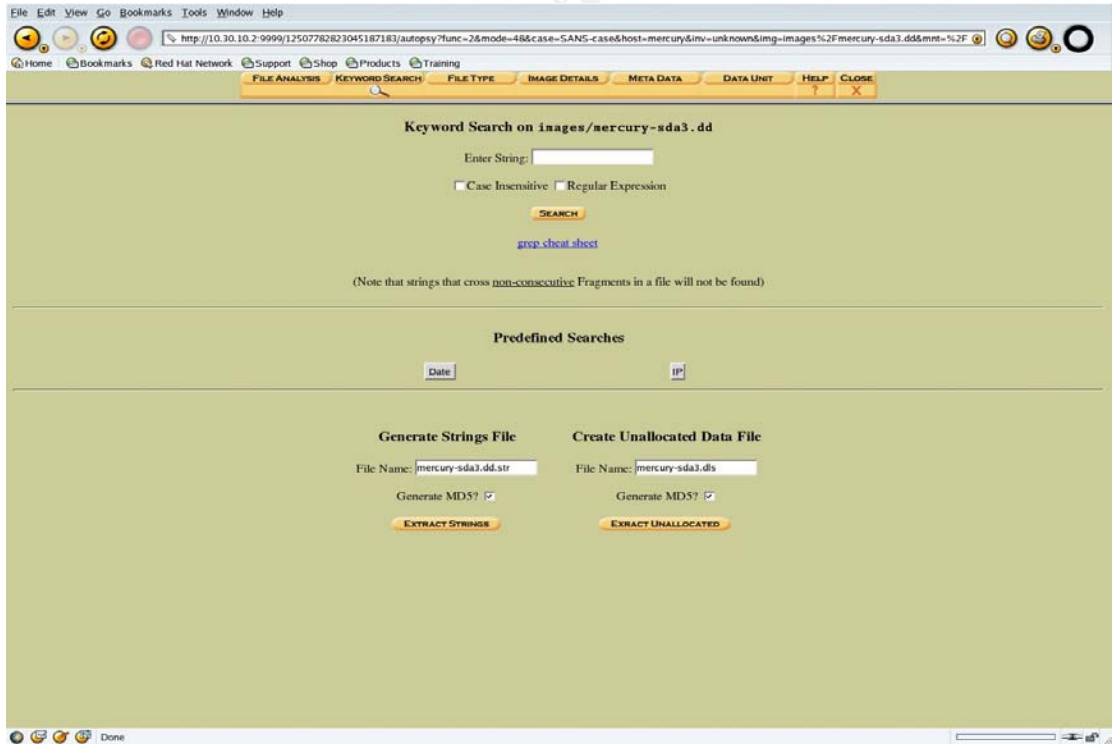 File Edit View Go Bookmarks Tools Window Help
http://10.30.10.2:9999/12507782823045187183/autopsy?func=2&mode=48&case=SANS-case&host=mercury&inv=unknown&img=images%2Fmercury-sda3.dd&mnt=%2F
Home Bookmarks Red Hat Network Support Shop Products Training
FILE ANALYSIS KEYWORD SEARCH FILE TYPE IMAGE DETAILS META DATA DATA UNIT HELP CLOSE
? X
Keyword Search on images/mercury-sda3.dd
Enter String:
Case Insensitive Regular Expression
SEARCH
grep cheat sheet
(Note that strings that cross non-consecutive Fragments in a file will not be found)
Predefined Searches
Date IP
Generate Strings File Create Unallocated Data File
File Name: mercury-sda3.dd.str File Name: mercury-sda3.dls
Generate MD5? Generate MD5?
EXTRACT STRINGS EXRACT UNALLOCATED
Done